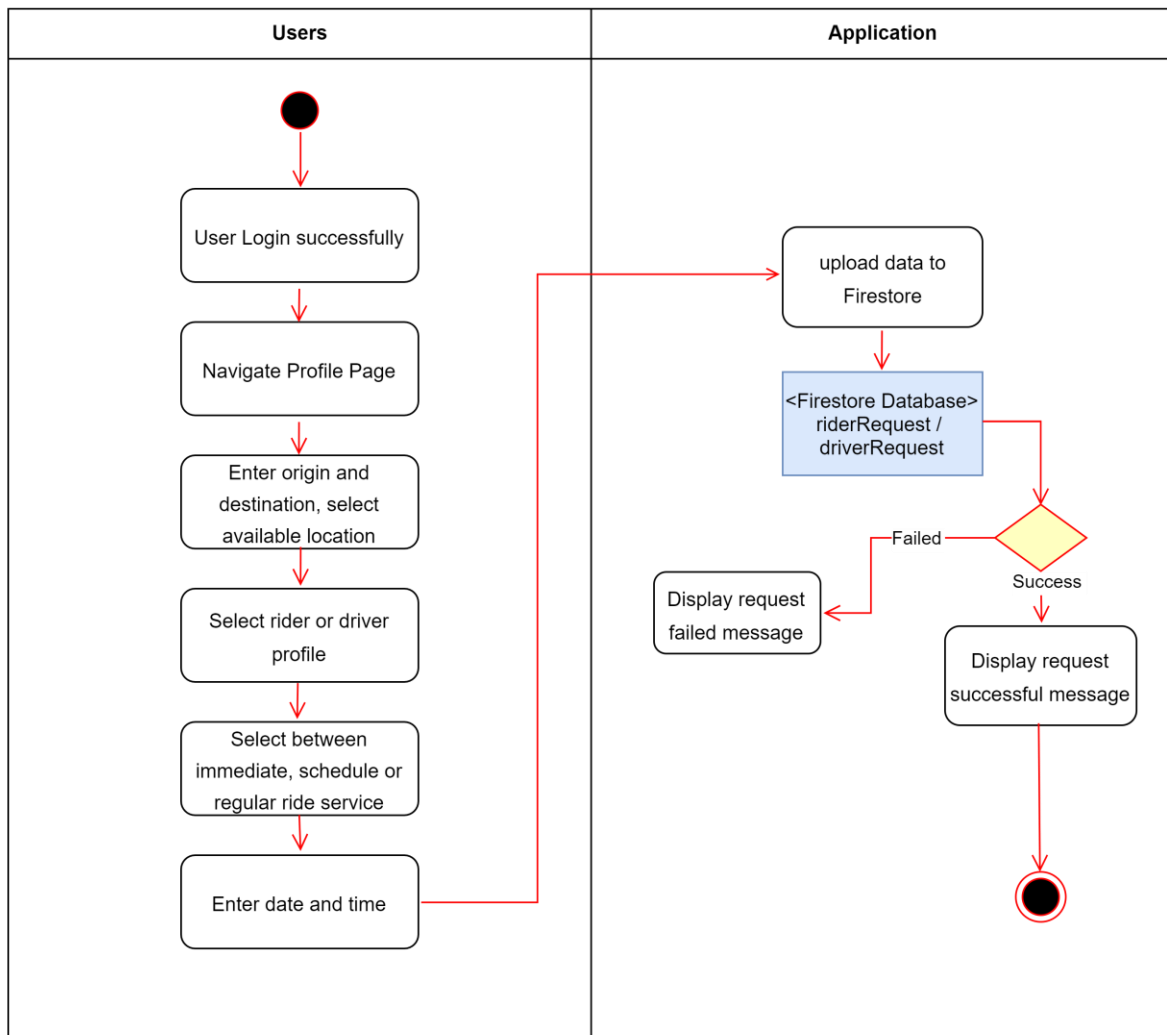 Users
Application
User Login successfully
Navigate Profile Page
Enter origin and
destination, select
available location
Select rider or driver
profile
Select between
immediate, schedule or
regular ride service
Enter date and time
upload data to
Firestore
<Firestore Database>
riderRequest /
driverRequest
Failed
Success
Display request
failed message
Display request
successful message